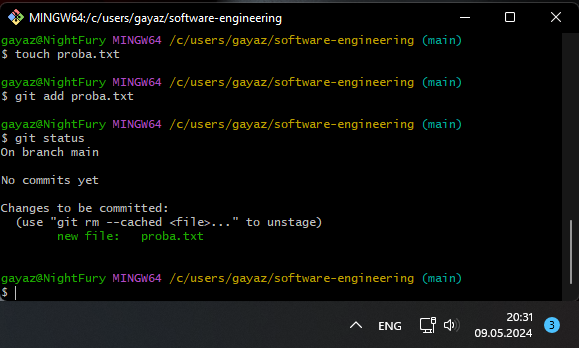 MINGW64:/c/users/gayaz/software-engineering
gayaz@NightFury MINGW64 /c/users/gayaz/software-engineering (main)
$ touch proba.txt
gayaz@NightFury MINGW64 /c/users/gayaz/software-engineering (main)
$ git add proba.txt
gayaz@NightFury MINGW64 /c/users/gayaz/software-engineering (main)
$ git status
On branch main
No commits yet
Changes to be committed:
  (use "git rm --cached <file>..." to unstage)
        new file:   proba.txt
gayaz@NightFury MINGW64 /c/users/gayaz/software-engineering (main)
$
ENG
20:31
09.05.2024
3